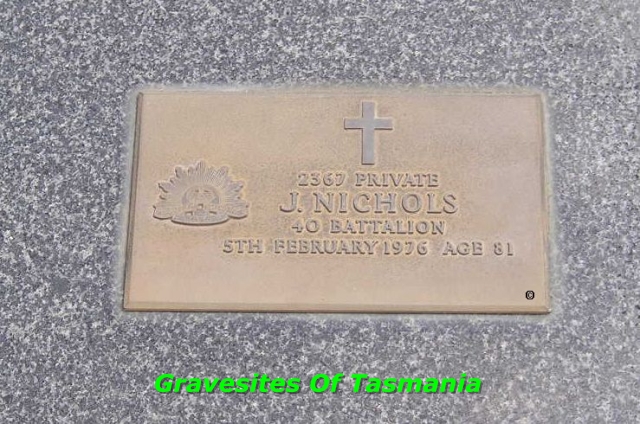 2367 PRIVATE
J. NICHOLS
40 BATTALION
5TH FEBRUARY 1976 AGE 81
©
Gravesites Of Tasmania